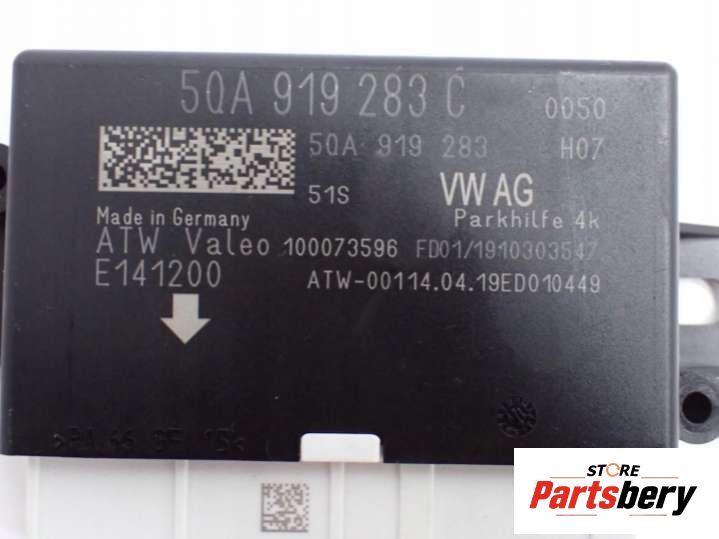 5QA 919 283 C 0050
5QA 919 283 H07
51S VW AG
Made in Germany Parkhilfe 4k
ATW Valeo 100073596 FD01/1910303547
E141200 ATW-00114.04.19ED010449
STORE
Partsbery